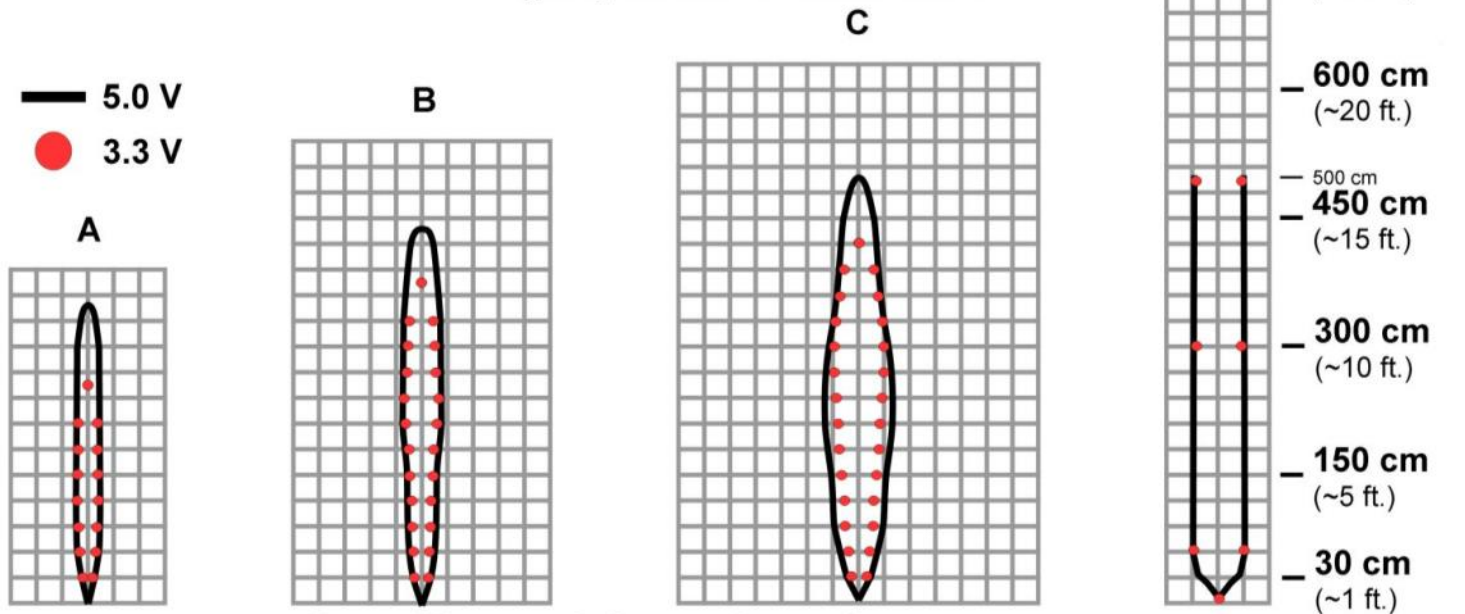 5.0 V
3.3 V
A
B
C
600 cm
(~20 ft.)
500 cm
450 cm
(~15 ft.)
300 cm
(~10 ft.)
150 cm
(~5 ft.)
30 cm
(~1 ft.)